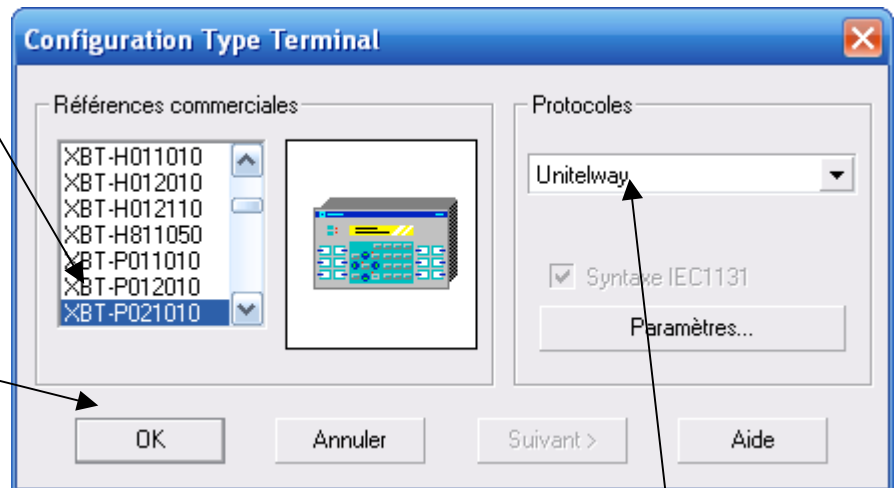 Configuration Type Terminal
Références commerciales
XBT-H011010
XBT-H012010
XBT-H012110
XBT-H811050
XBT-P011010
XBT-P012010
XBT-P021010
Protocoles
Unitelway
Syntaxe IEC1131
Paramètres...
OK
Annuler
Suivant >
Aide